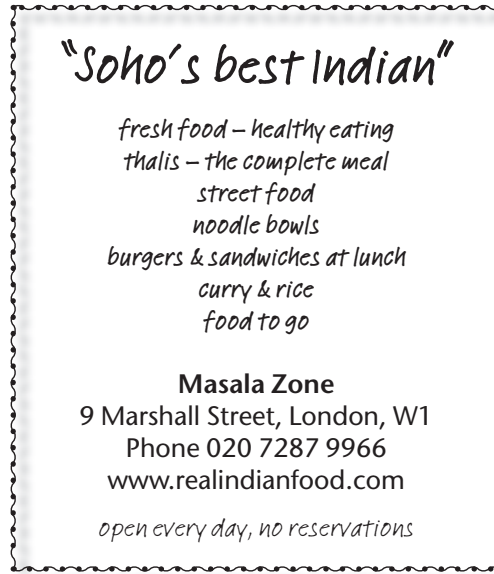 "Soho's best Indian"
fresh food – healthy eating
thalis – the complete meal
street food
noodle bowls
burgers & sandwiches at lunch
curry & rice
food to go
Masala Zone
9 Marshall Street, London, W1
Phone 020 7287 9966
www.realindianfood.com
open every day, no reservations